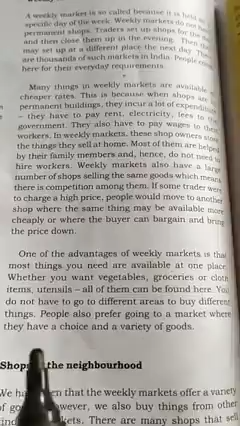 A weekly market is so called because it is held on
specific day of the week. Weekly markets do not
permanent shops. Traders set up shops for the
and then close them up in the evening. Then
may set up at a different place the next day.
are thousands of such markets in India. People
here for their everyday requirements.
Many things in weekly markets are available
cheaper rates. This is because when shops are
permanent buildings, they incur a lot of expenditure
– they have to pay rent, electricity, fees to the
government. They also have to pay wages to their
workers. In weekly markets, these shop owners store
the things they sell at home. Most of them are helped
by their family members and, hence, do not need to
hire workers. Weekly markets also have a large
number of shops selling the same goods which means
there is competition among them. If some trader were
to charge a high price, people would move to another
shop where the same thing may be available more
cheaply or where the buyer can bargain and bring
the price down.
One of the advantages of weekly markets is that
most things you need are available at one place.
Whether you want vegetables, groceries or cloth
items, utensils – all of them can be found here. You
do not have to go to different areas to buy different
things. People also prefer going to a market where
they have a choice and a variety of goods.
Shops the neighbourhood
We that the weekly markets offer a variety
of we also buy things from other
There are many shops that sell